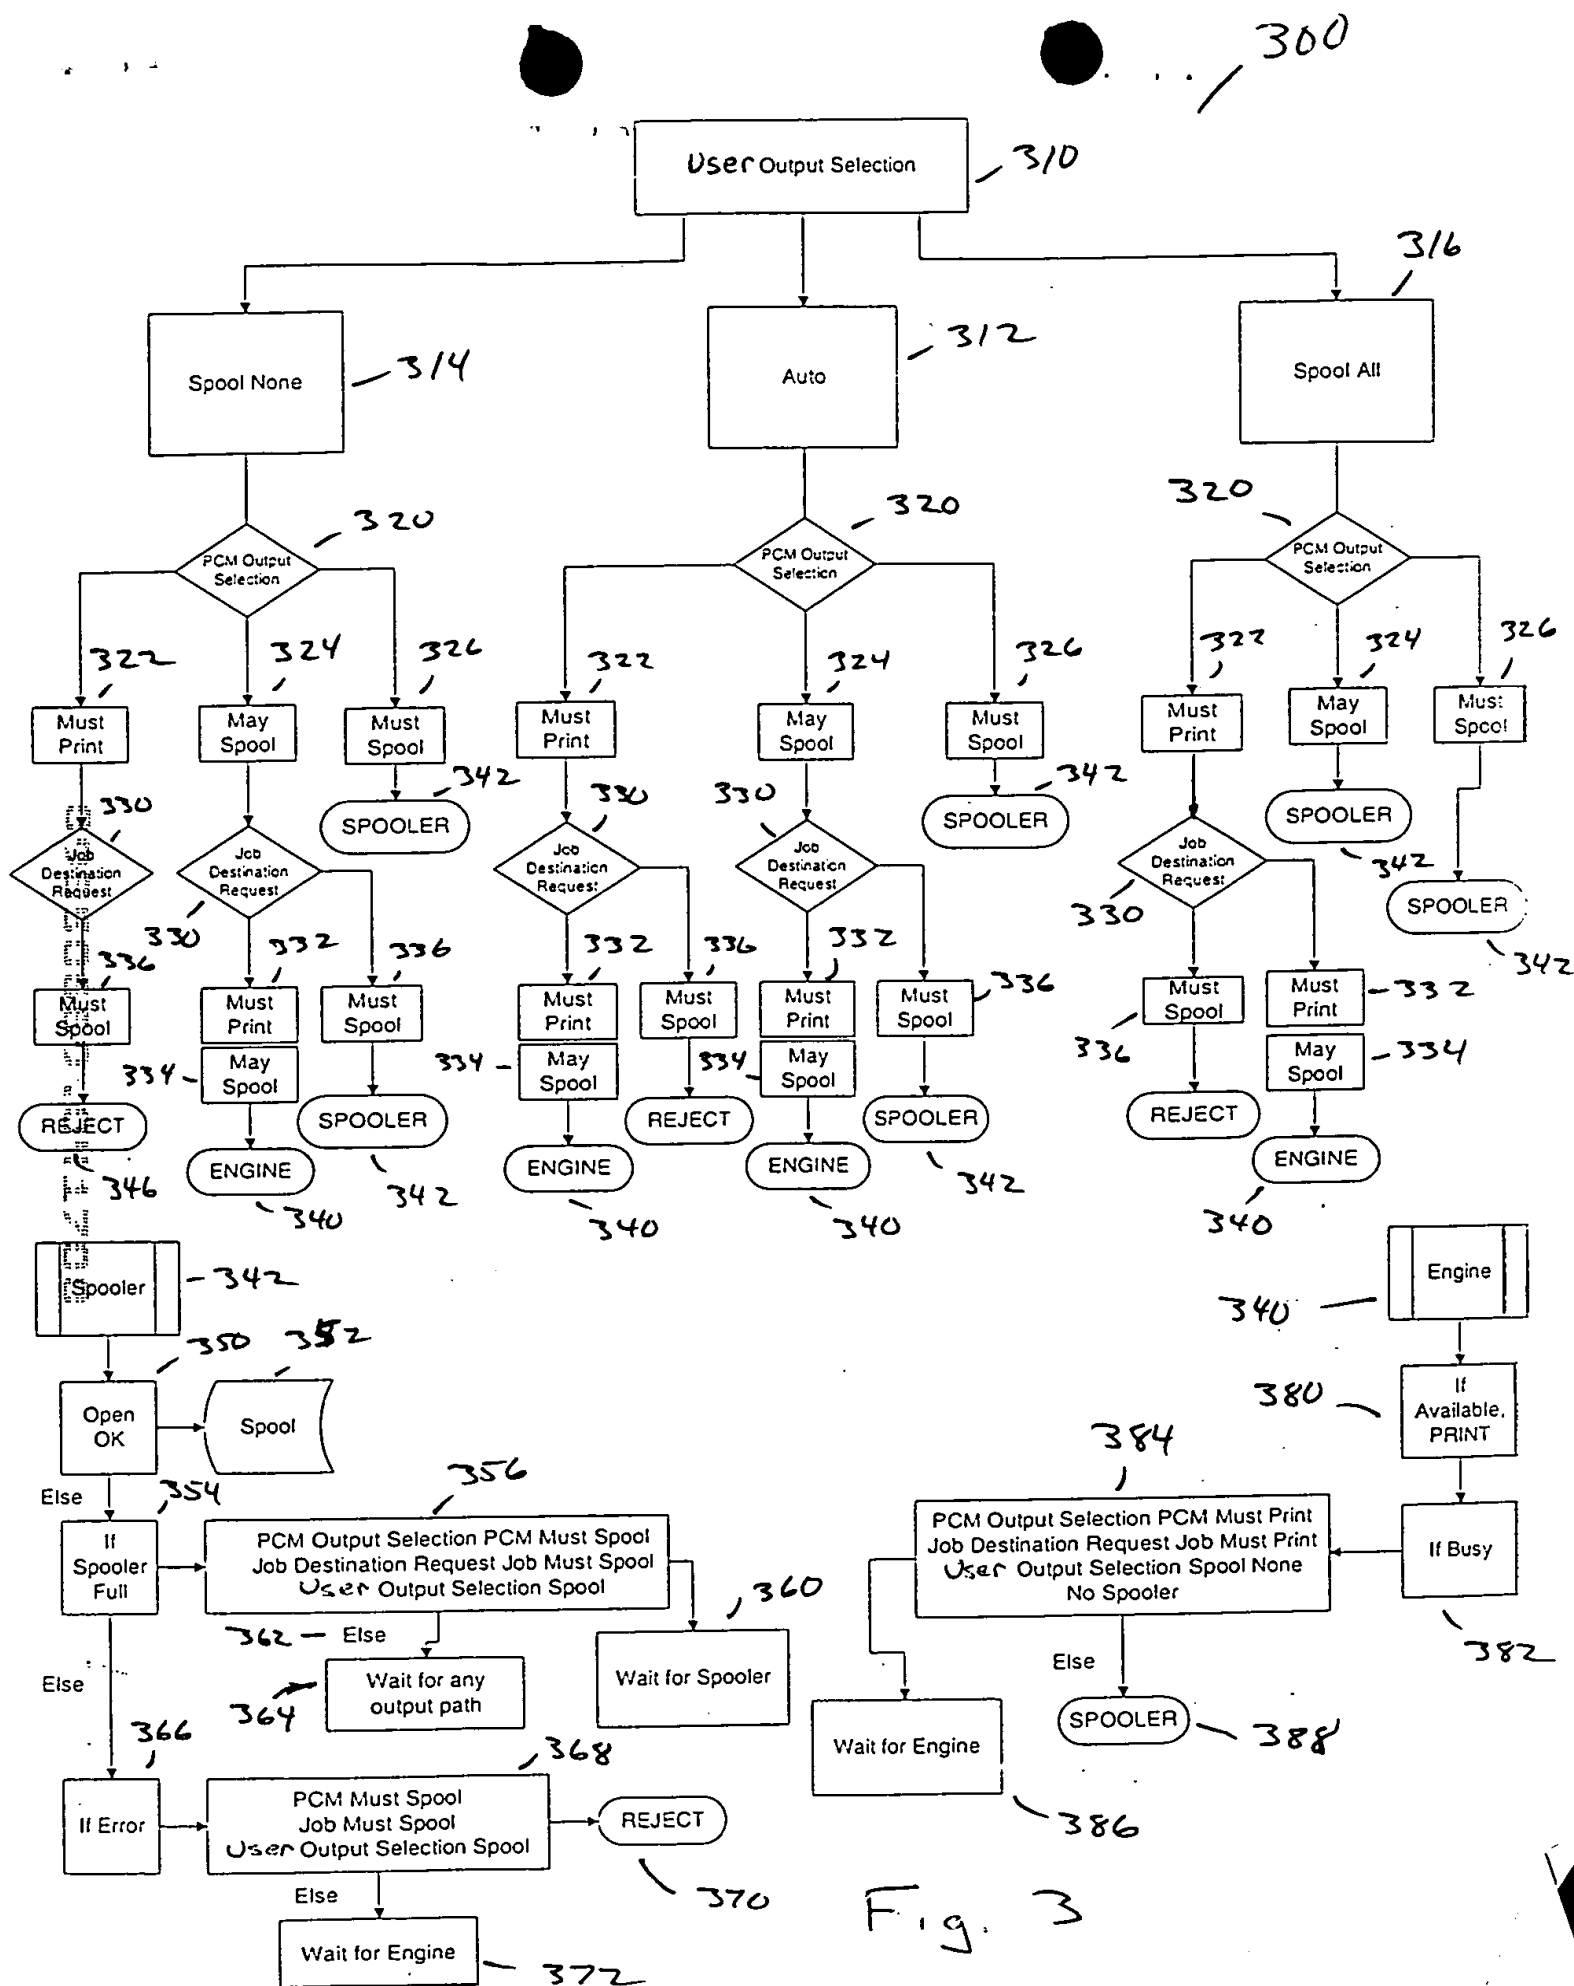 300
User Output Selection
310
316
314
312
Spool None
Auto
Spool All
320
320
320
PCM Output
Selection
PCM Output
Selection
PCM Output
Selection
322
324
326
322
324
326
322
324
326
Must
Print
May
Spool
Must
Spool
Must
Print
May
Spool
Must
Spool
Must
Print
May
Spool
Must
Spool
342
342
SPOOLER
SPOOLER
SPOOLER
342
SPOOLER
342
330
330
330
330
330
Job
Destination
Request
Job
Destination
Request
Job
Destination
Request
Job
Destination
Request
Job
Destination
Request
336
332
336
332
336
332
336
332
Must
Spool
Must
Print
Must
Spool
Must
Print
Must
Spool
Must
Print
Must
Spool
Must
Spool
Must
Print
334
May
Spool
334
May
Spool
334
May
Spool
336
May
Spool
334
REJECT
SPOOLER
REJECT
SPOOLER
REJECT
ENGINE
ENGINE
ENGINE
ENGINE
346
340
342
340
340
342
340
Spooler
342
350
352
Open
OK
Spool
Else
354
If
Spooler
Full
356
PCM Output Selection PCM Must Spool
Job Destination Request Job Must Spool
User Output Selection Spool
360
362
Else
Wait for Spooler
364
Wait for any
output path
Else
366
368
If Error
PCM Must Spool
Job Must Spool
User Output Selection Spool
REJECT
370
Else
Wait for Engine
372
Engine
340
380
If
Available,
PRINT
384
PCM Output Selection PCM Must Print
Job Destination Request Job Must Print
User Output Selection Spool None
No Spooler
If Busy
382
Else
SPOOLER
388
Wait for Engine
386
Fig. 3